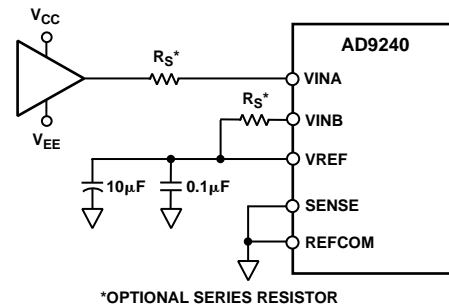 VCC
AD9240
RS*
VINA
RS*
VINB
VEE
VREF
10µF
0.1µF
SENSE
REFCOM
*OPTIONAL SERIES RESISTOR